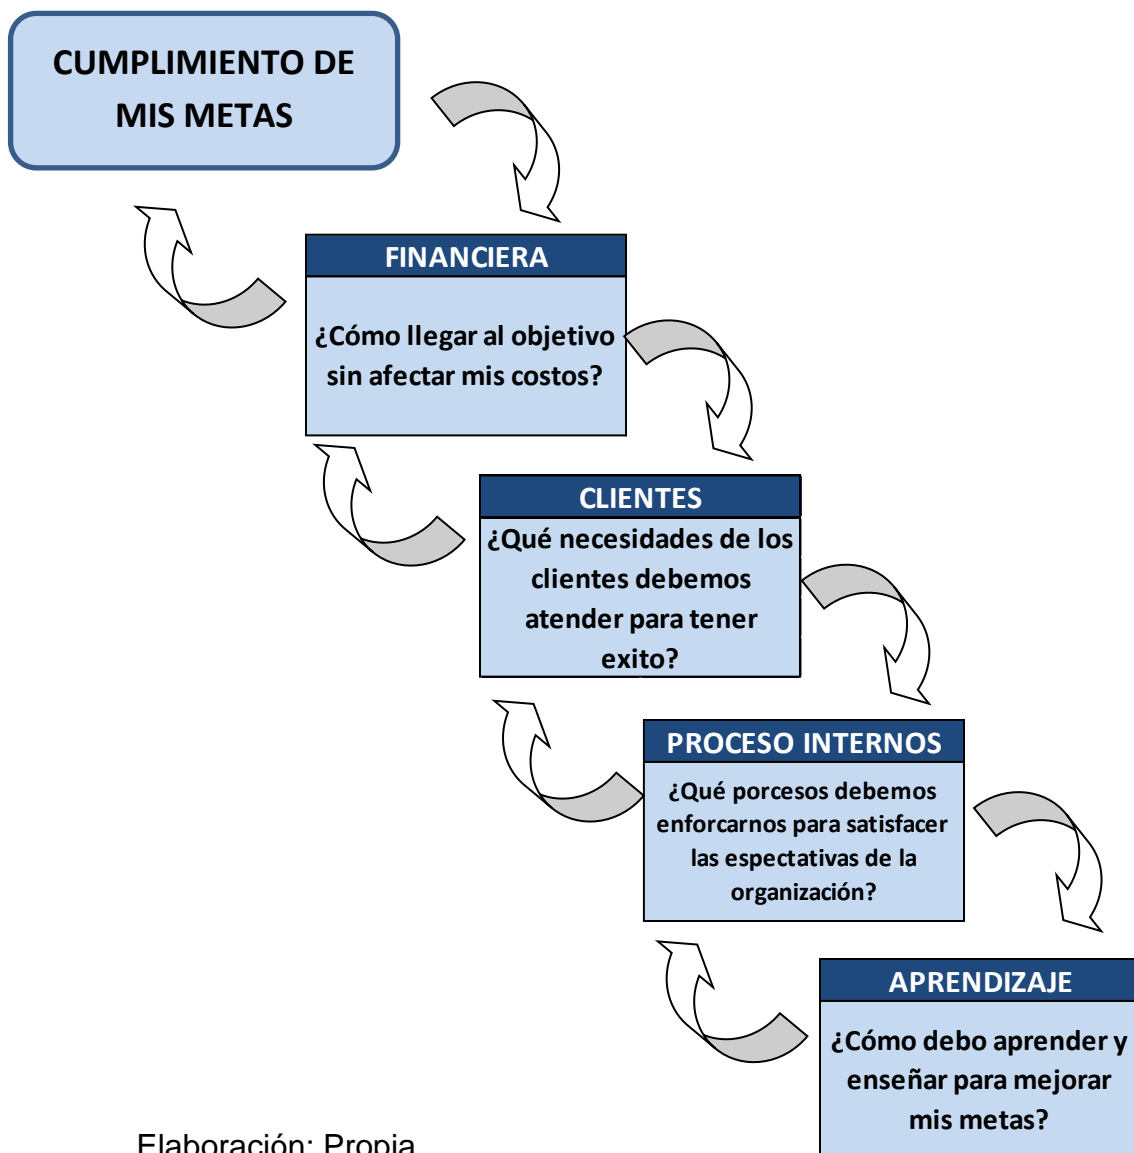 CUMPLIMIENTO DE
MIS METAS
FINANCIERA
¿Cómo llegar al objetivo
sin afectar mis costos?
CLIENTES
¿Qué necesidades de los
clientes debemos
atender para tener
exito?
PROCESO INTERNOS
¿Qué porcesos debemos
enforcarnos para satisfacer
las espectativas de la
organización?
APRENDIZAJE
¿Cómo debo aprender y
enseñar para mejorar
mis metas?
Elaboración: Propia